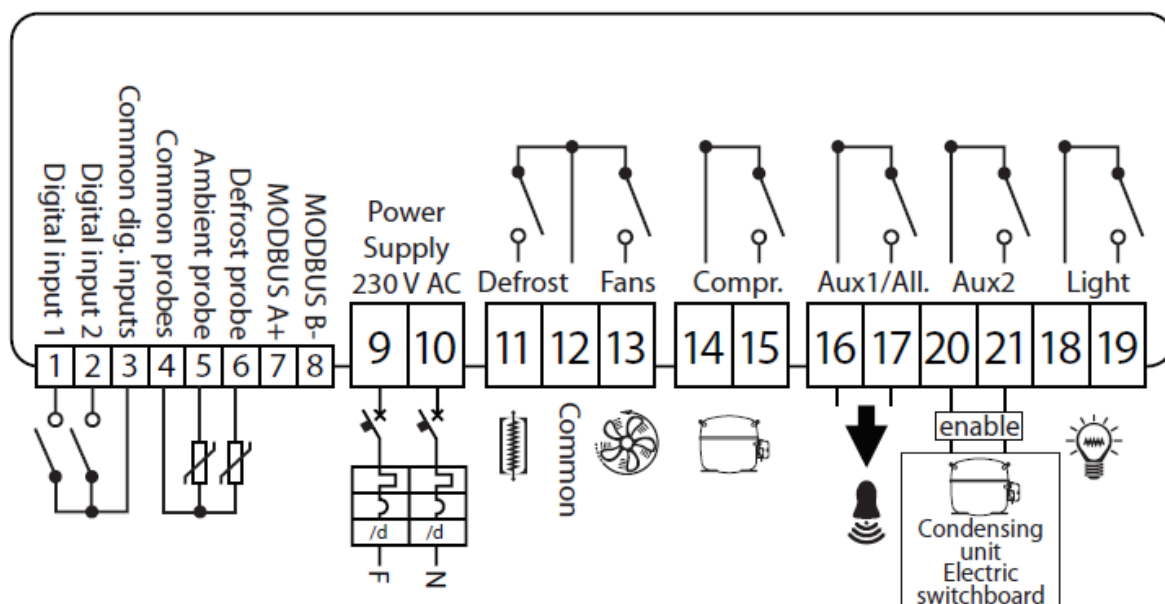 Digital input 1
Digital input 2
Common dig. inputs
Common probes
Ambient probe
Defrost probe
MODBUS A+
MODBUS B-
Power
Supply
230 V AC
Defrost
Fans
Compr.
Aux1/All.
Aux2
Light
1 2 3 4 5 6 7 8 9 10 11 12 13 14 15 16 17 20 21 18 19
Common
enable
/d /d
F N
Condensing
unit
Electric
switchboard